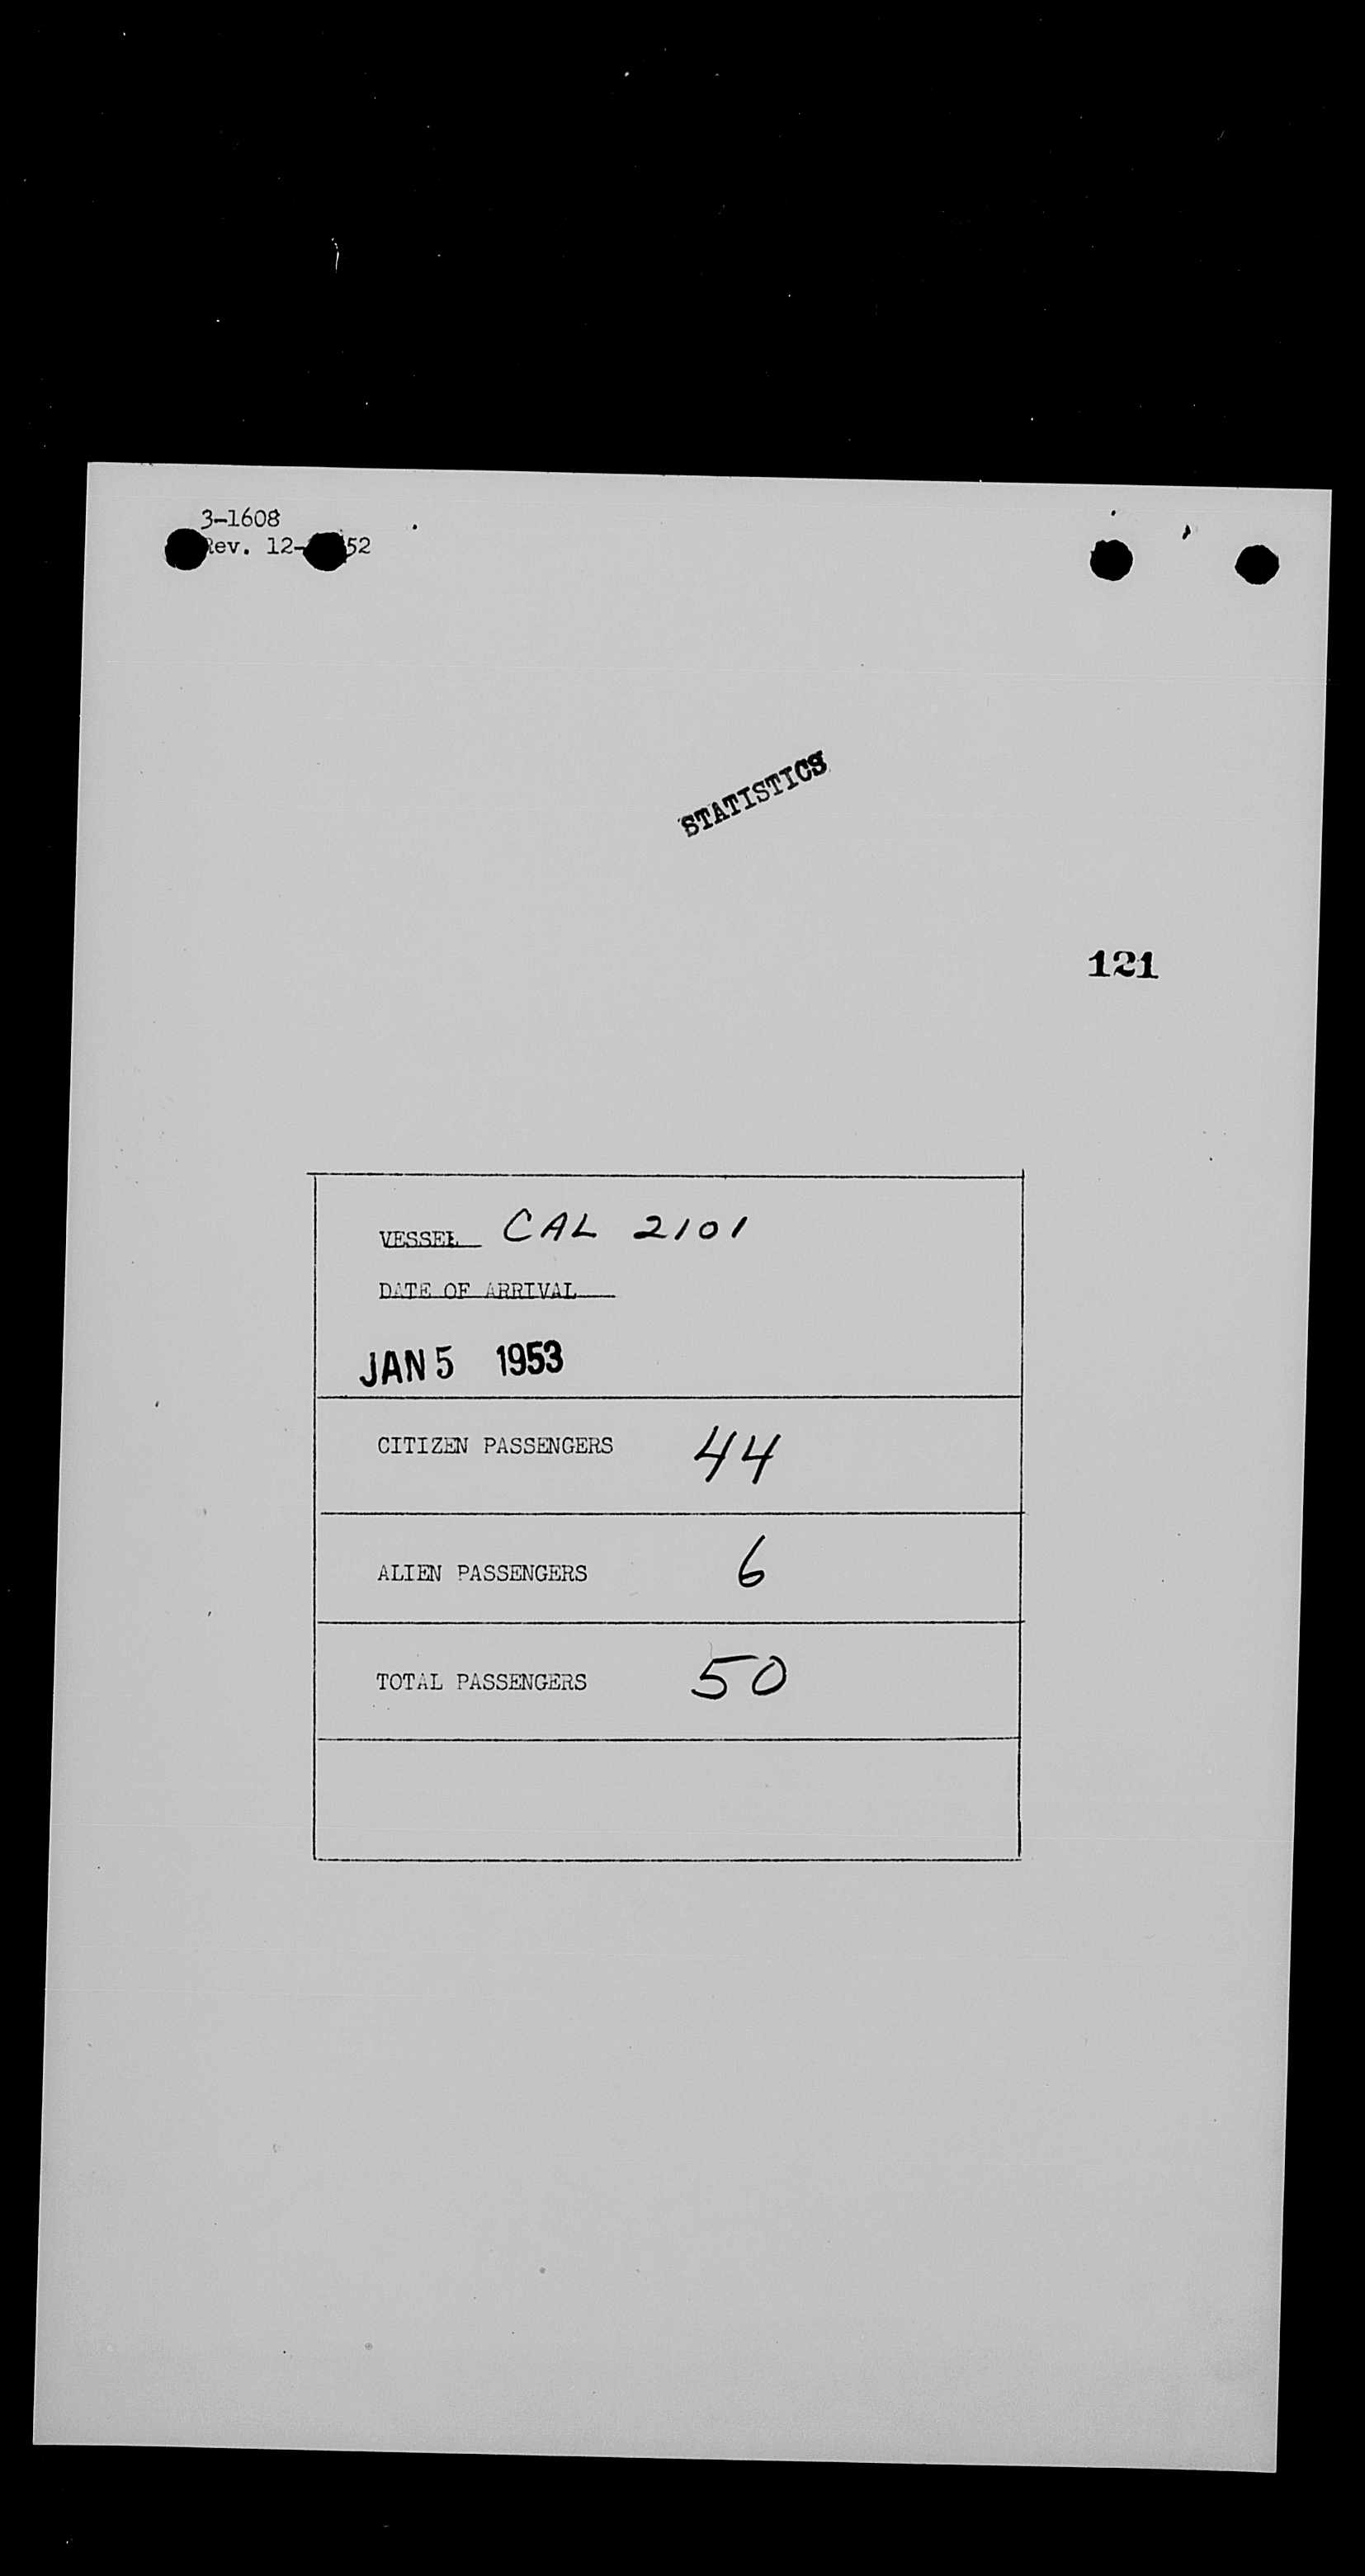 3-1608
Rev. 12- 52
STATISTICS
121
VESSEL CAL 2101
DATE OF ARRIVAL
JAN 5 1953
CITIZEN PASSENGERS 44
ALIEN PASSENGERS 6
TOTAL PASSENGERS 50